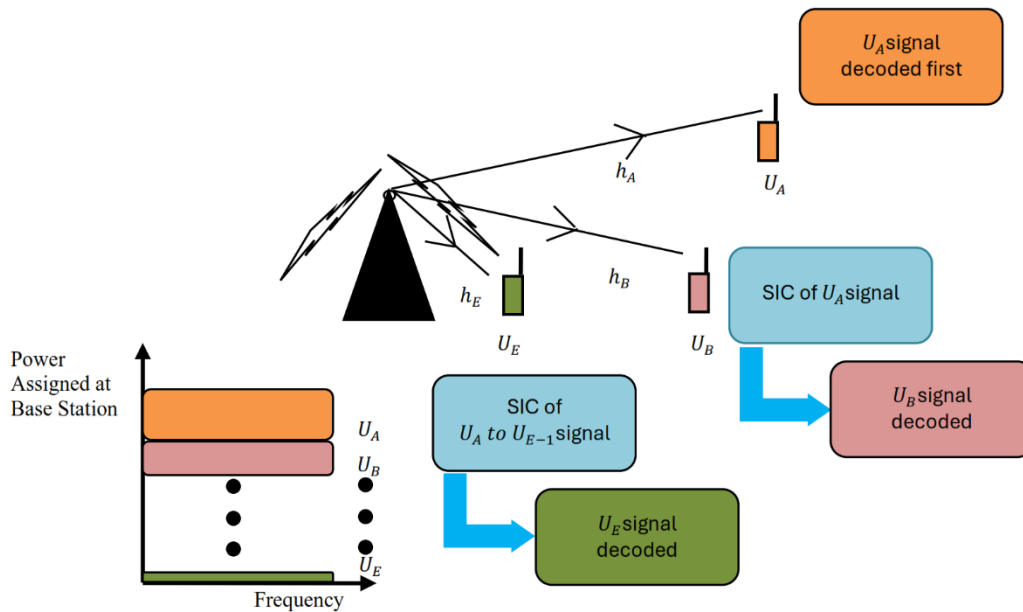 U_A signal
decoded first
h_A
U_A
h_E
h_B
SIC of U_A signal
U_E
U_B
Power
Assigned at
Base Station
U_A
U_B
U_E
Frequency
SIC of
U_A to U_{E-1} signal
U_B signal
decoded
U_E signal
decoded